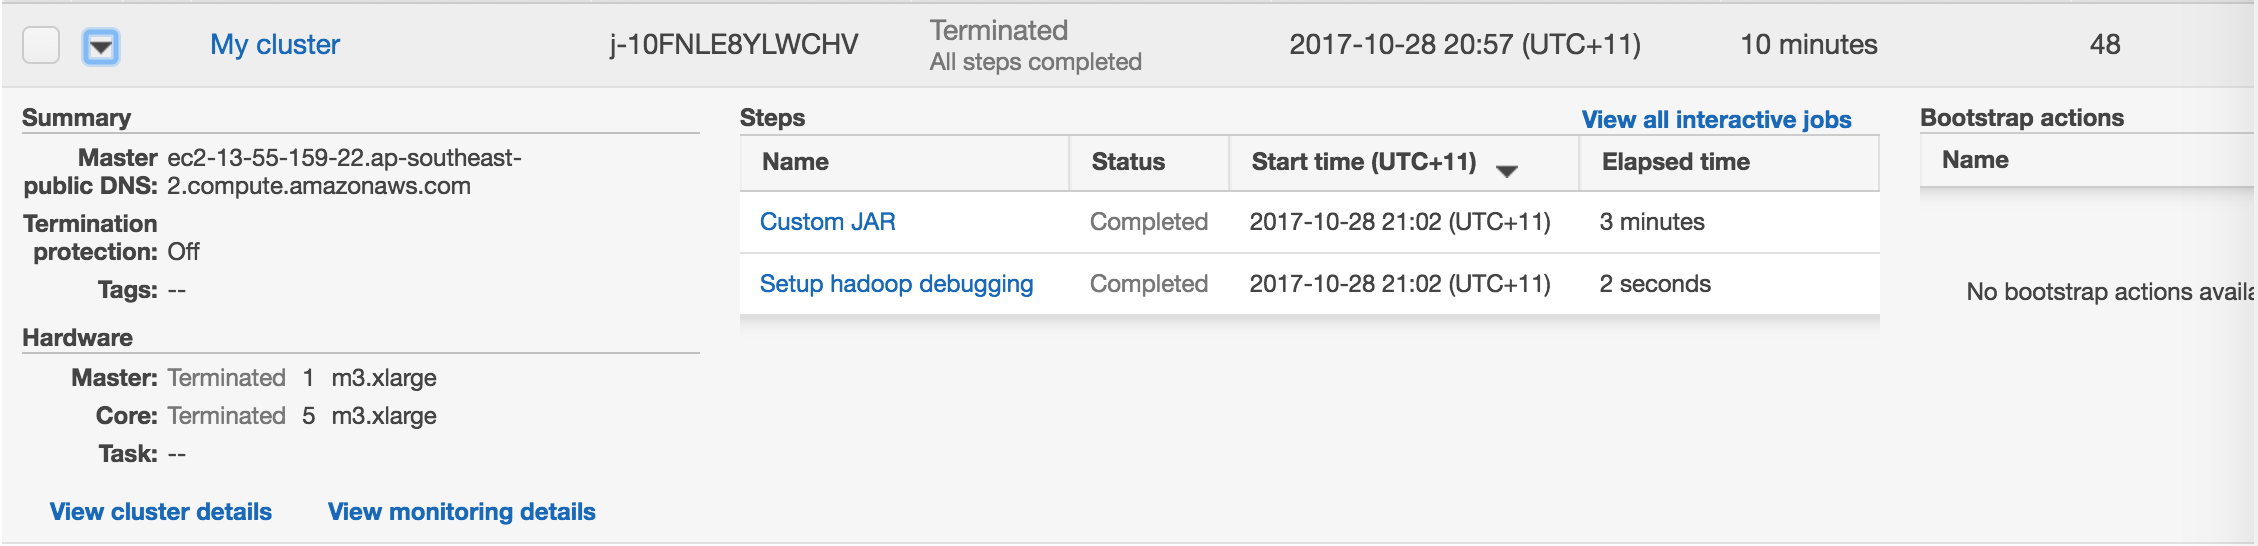 My cluster j-10FNLE8YLWCHV Terminated 2017-10-28 20:57 (UTC+11) 10 minutes 48
All steps completed
Summary
Master public DNS: ec2-13-55-159-22.ap-southeast-
2.compute.amazonaws.com
Termination
protection: Off
Tags: --
Hardware
Master: Terminated 1 m3.xlarge
Core: Terminated 5 m3.xlarge
Task: --
View cluster details View monitoring details
Steps View all interactive jobs
Name Status Start time (UTC+11) Elapsed time
Custom JAR Completed 2017-10-28 21:02 (UTC+11) 3 minutes
Setup hadoop debugging Completed 2017-10-28 21:02 (UTC+11) 2 seconds
Bootstrap actions
Name
No bootstrap actions